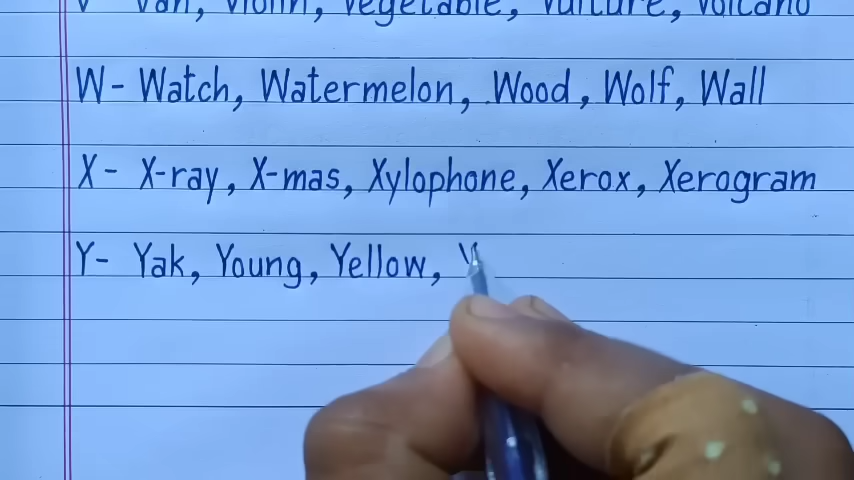 V - Van, Violin, Vegetable, Vulture, Volcano
W - Watch, Watermelon, Wood, Wolf, Wall
X - X-ray, X-mas, Xylophone, Xerox, Xerogram
Y - Yak, Young, Yellow,